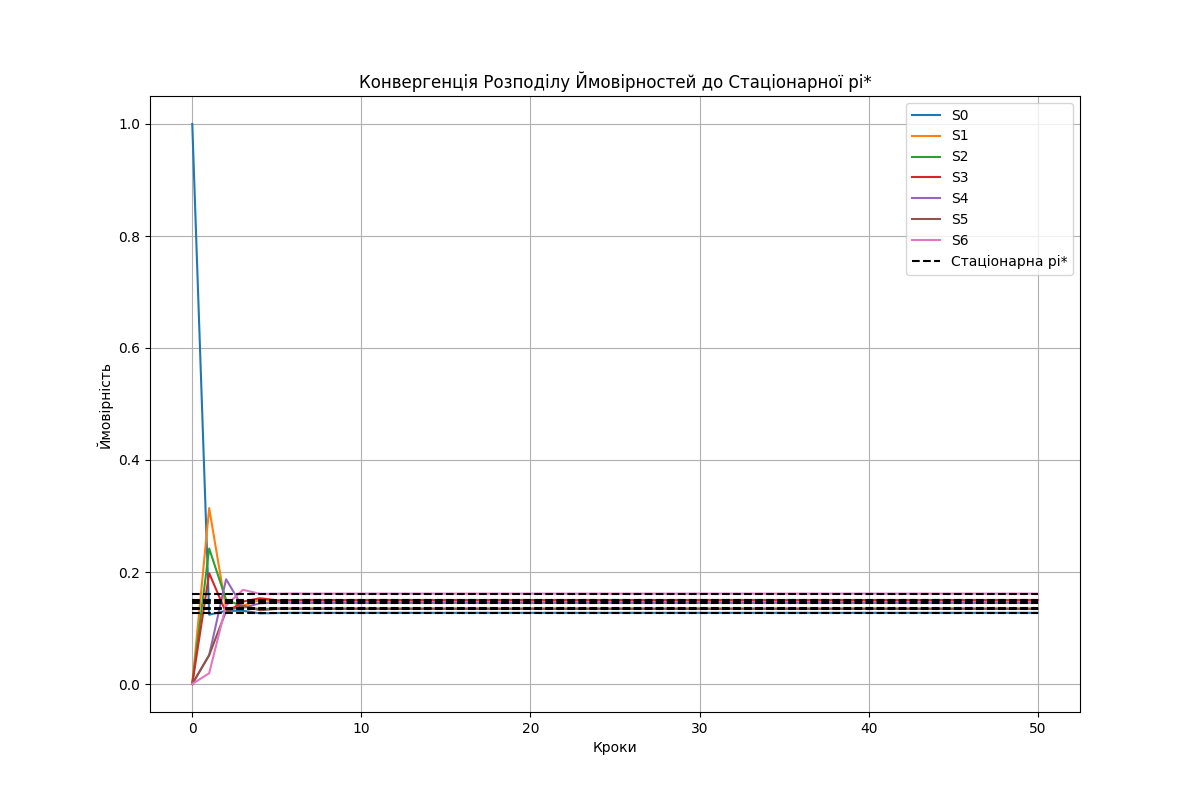 Конвергенція Розподілу Ймовірностей до Стаціонарної pi*
S0
S1
S2
S3
S4
S5
S6
Стаціонарна pi*
Ймовірність
1.0
0.8
0.6
0.4
0.2
0.0
0
10
20
30
40
50
Кроки